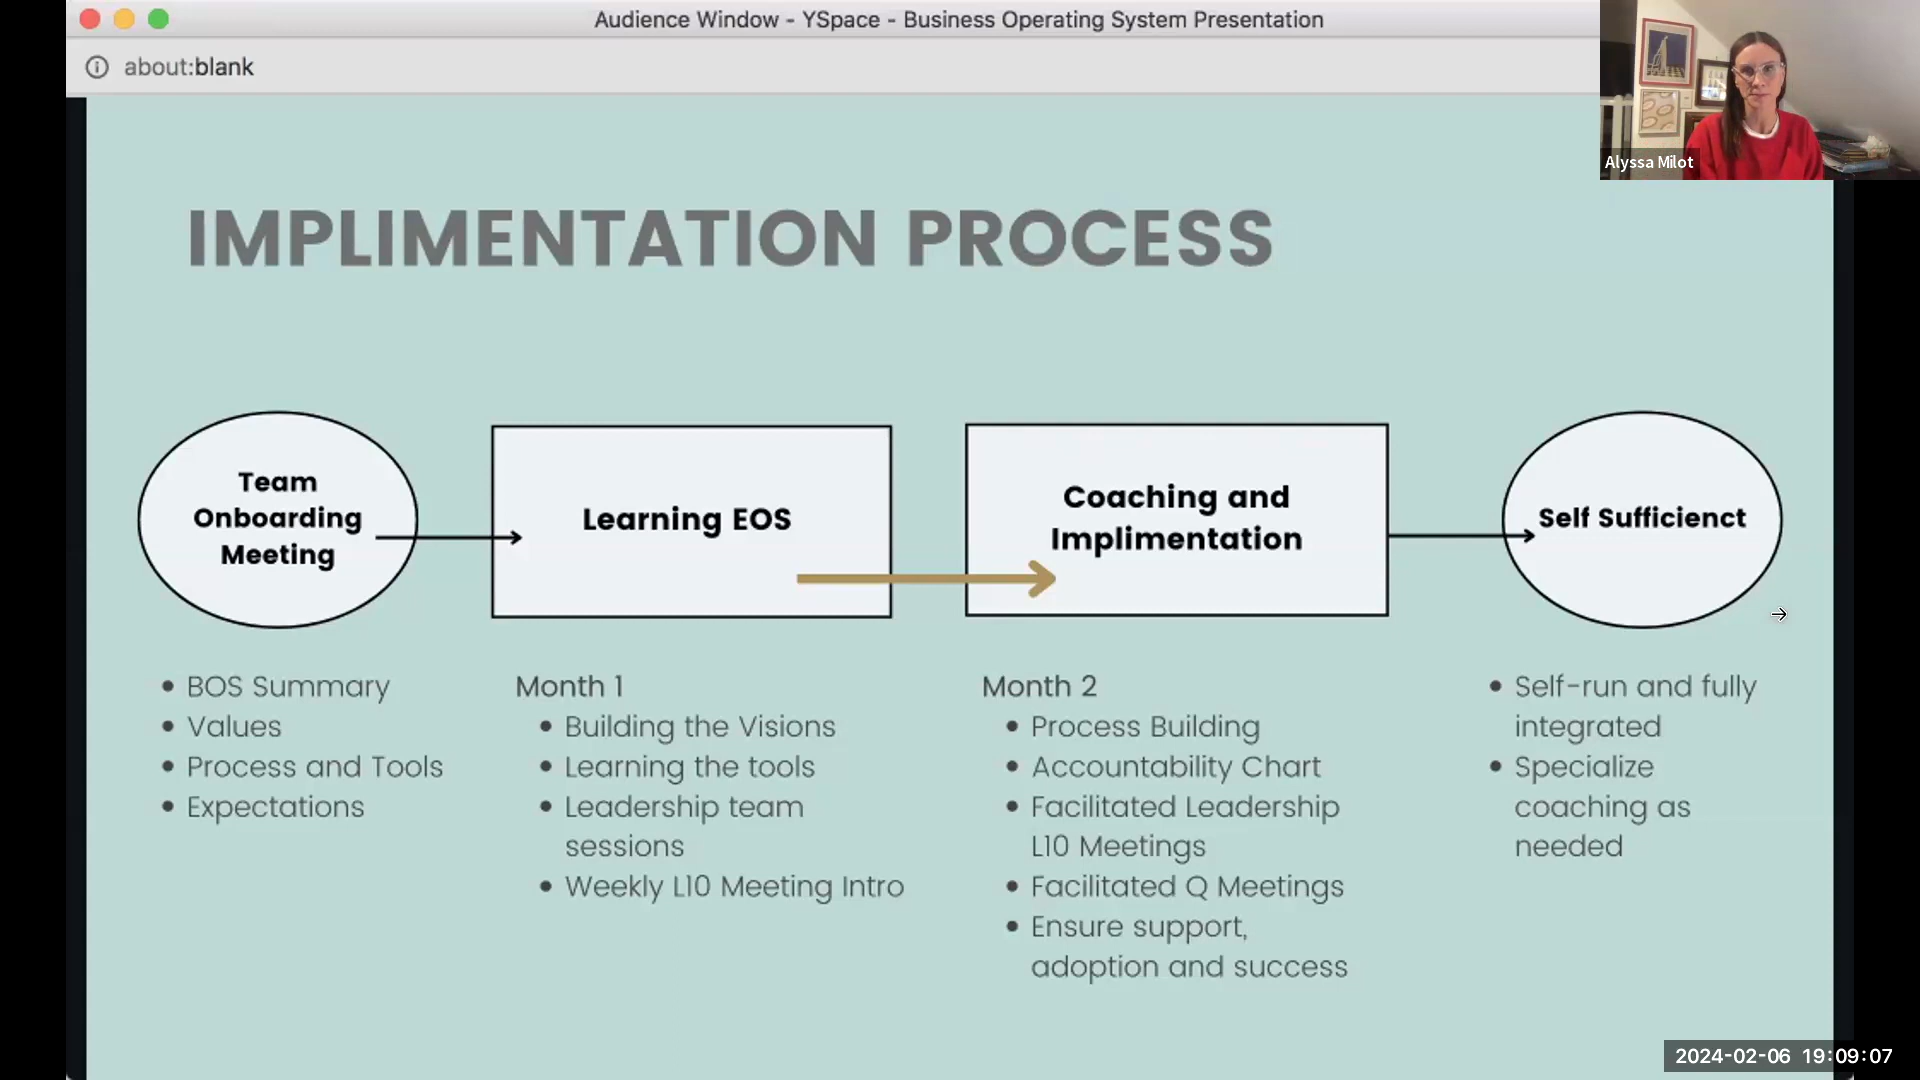 Audience Window - YSpace - Business Operating System Presentation
about:blank
Alyssa Milot
IMPLIMENTATION PROCESS
Team
Onboarding
Meeting
Learning EOS
Coaching and
Implimentation
Self Sufficienct
• BOS Summary
• Values
• Process and Tools
• Expectations
Month 1
• Building the Visions
• Learning the tools
• Leadership team
sessions
• Weekly L10 Meeting Intro
Month 2
• Process Building
• Accountability Chart
• Facilitated Leadership
L10 Meetings
• Facilitated Q Meetings
• Ensure support,
adoption and success
• Self-run and fully
integrated
• Specialize
coaching as
needed
2024-02-06 19:09:07